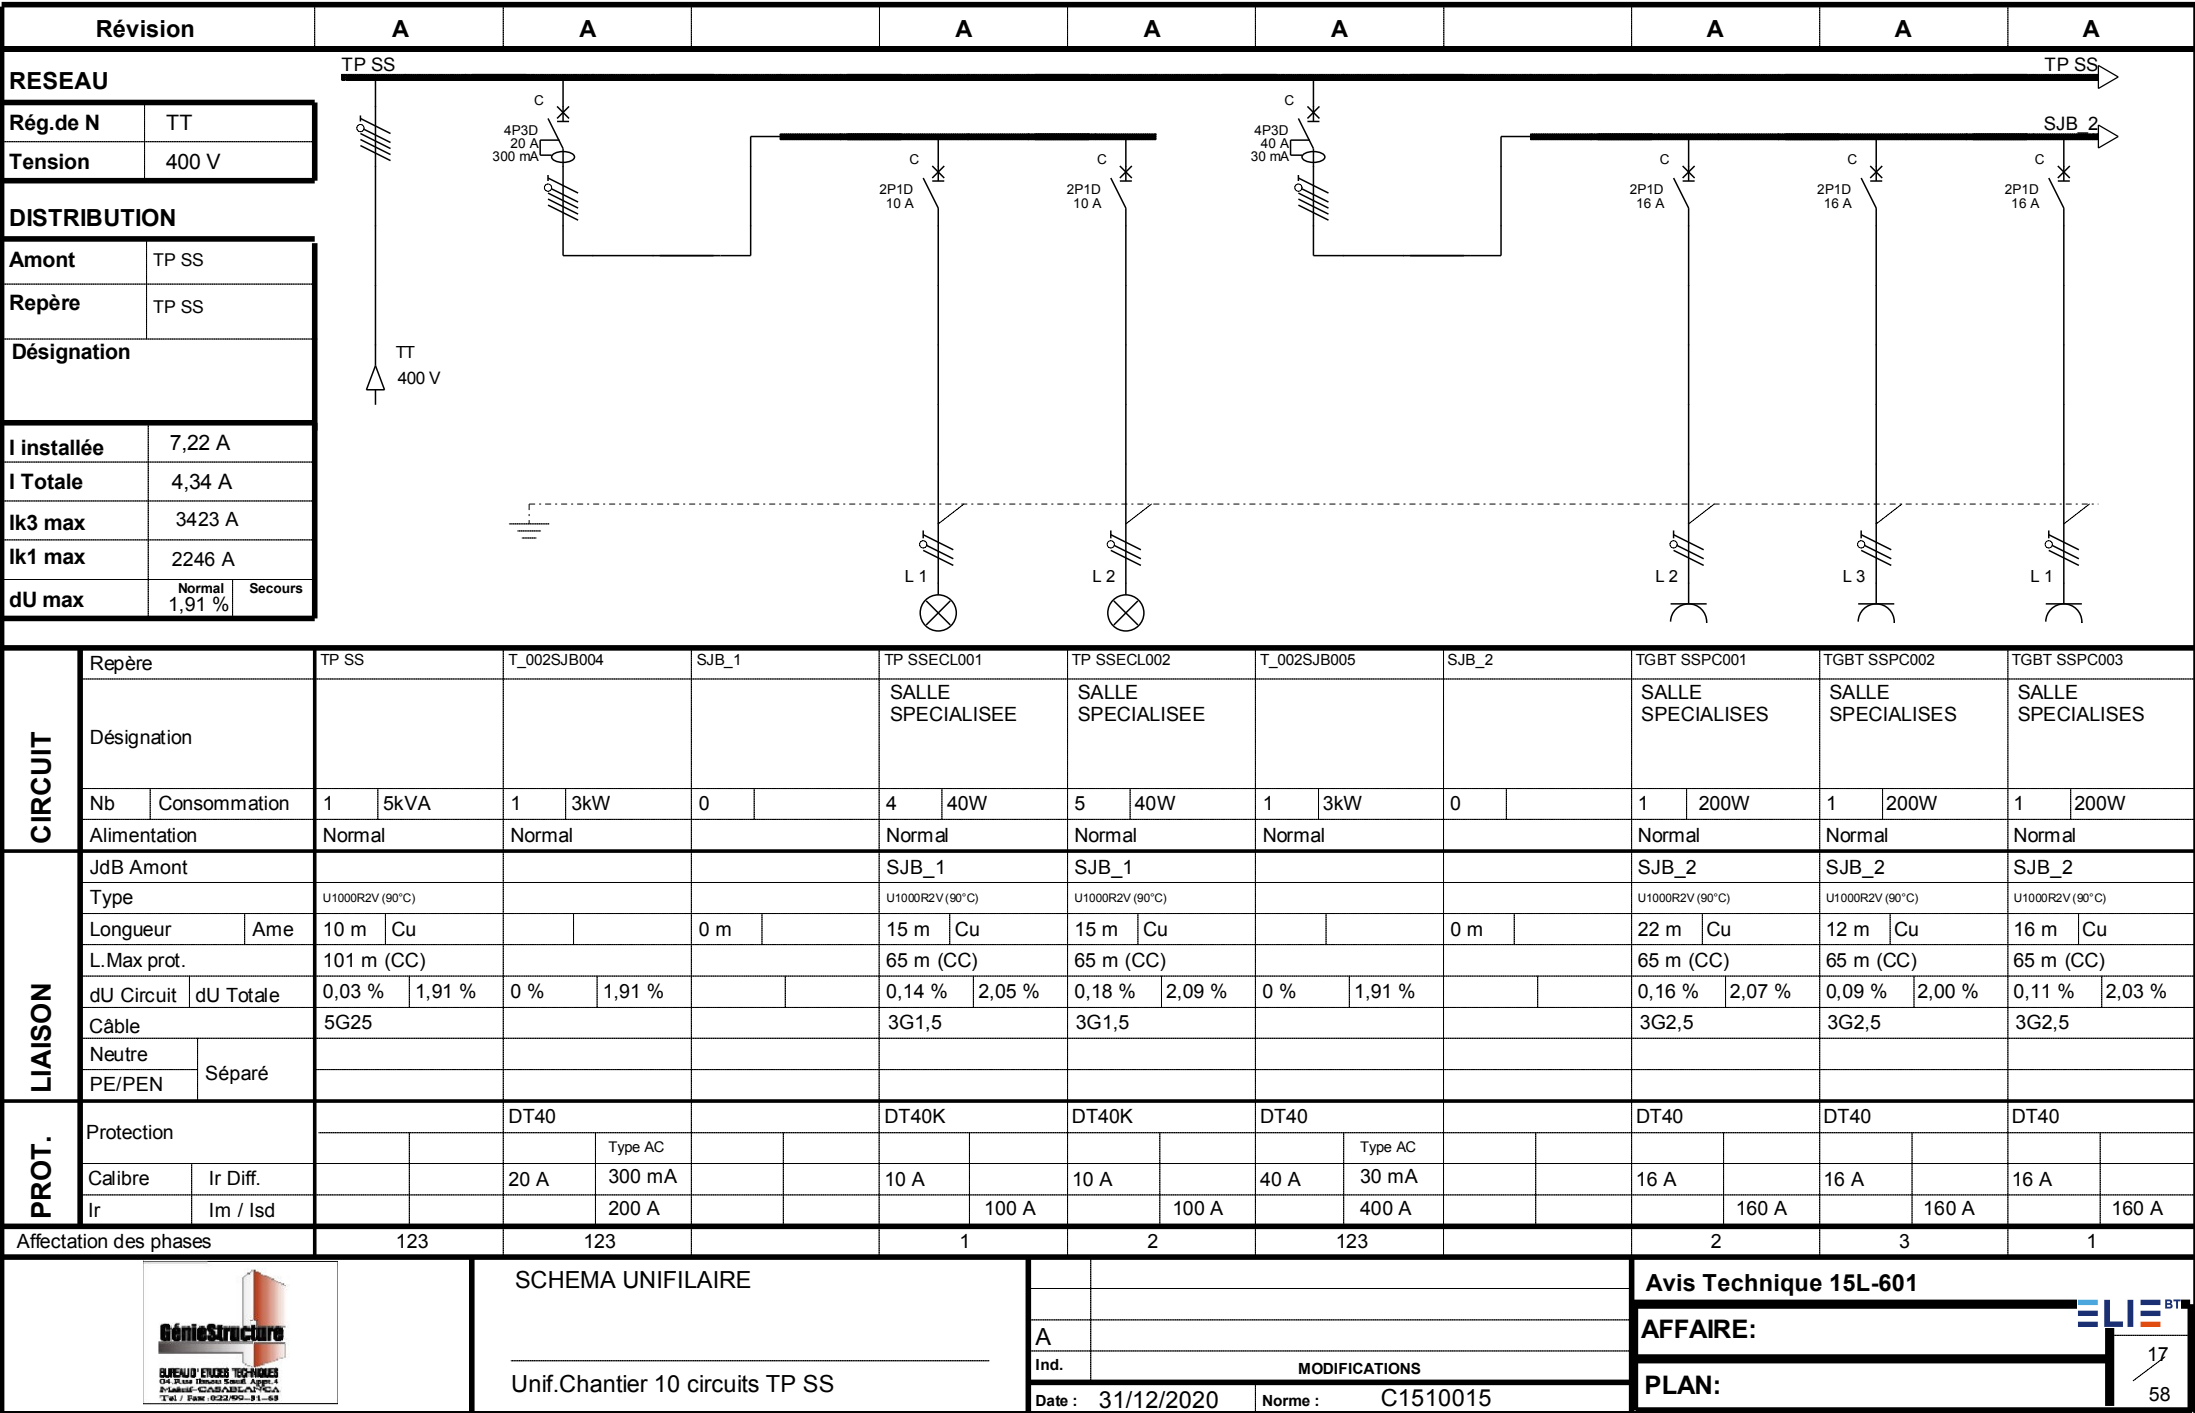 Révision A A A A A A A A
RESEAU
Rég.de N TT
Tension 400 V
DISTRIBUTION
Amont TP SS
Repère TP SS
Désignation
I installée 7,22 A
I Totale 4,34 A
Ik3 max 3423 A
Ik1 max 2246 A
dU max Normal 1,91 % Secours
TP SS TP SS
SJB_2
C C
4P3D 4P3D
20 A 40 A
300 mA 30 mA
C C C C C
2P1D 2P1D 2P1D 2P1D 2P1D
10 A 10 A 16 A 16 A 16 A
TT
400 V
L 1 L 2 L 2 L 3 L 1
CIRCUIT
Repère TP SS T_002SJB004 SJB_1 TP SSECL001 TP SSECL002 T_002SJB005 SJB_2 TGBT SSPC001 TGBT SSPC002 TGBT SSPC003
Désignation SALLE SALLE SALLE SALLE SALLE
SPECIALISEE SPECIALISEE SPECIALISES SPECIALISES SPECIALISES
Nb Consommation 1 5kVA 1 3kW 0 4 40W 5 40W 1 3kW 0 1 200W 1 200W 1 200W
Alimentation Normal Normal Normal Normal Normal Normal Normal Normal
LIAISON
JdB Amont SJB_1 SJB_1 SJB_2 SJB_2 SJB_2
Type U1000R2V (90°C) U1000R2V (90°C) U1000R2V (90°C) U1000R2V (90°C) U1000R2V (90°C) U1000R2V (90°C)
Longueur Ame 10 m Cu 0 m 15 m Cu 15 m Cu 0 m 22 m Cu 12 m Cu 16 m Cu
L.Max prot. 101 m (CC) 65 m (CC) 65 m (CC) 65 m (CC) 65 m (CC) 65 m (CC)
dU Circuit dU Totale 0,03 % 1,91 % 0 % 1,91 % 0,14 % 2,05 % 0,18 % 2,09 % 0 % 1,91 % 0,16 % 2,07 % 0,09 % 2,00 % 0,11 % 2,03 %
Câble 5G25 3G1,5 3G1,5 3G2,5 3G2,5 3G2,5
Neutre
Séparé
PE/PEN
PROT.
Protection DT40 DT40K DT40K DT40 DT40 DT40 DT40
Type AC Type AC
Calibre Ir Diff. 20 A 300 mA 10 A 10 A 40 A 30 mA 16 A 16 A 16 A
Ir Im / Isd 200 A 100 A 100 A 400 A 160 A 160 A 160 A
Affectation des phases 123 123 1 2 123 2 3 1
GénieStructure
BUREAU D' ETUDES TECHNIQUES
SCHEMA UNIFILAIRE
Unif.Chantier 10 circuits TP SS
A
Ind. MODIFICATIONS
Date : 31/12/2020 Norme : C1510015
Avis Technique 15L-601
ELIE BT
AFFAIRE:
PLAN:
17
58